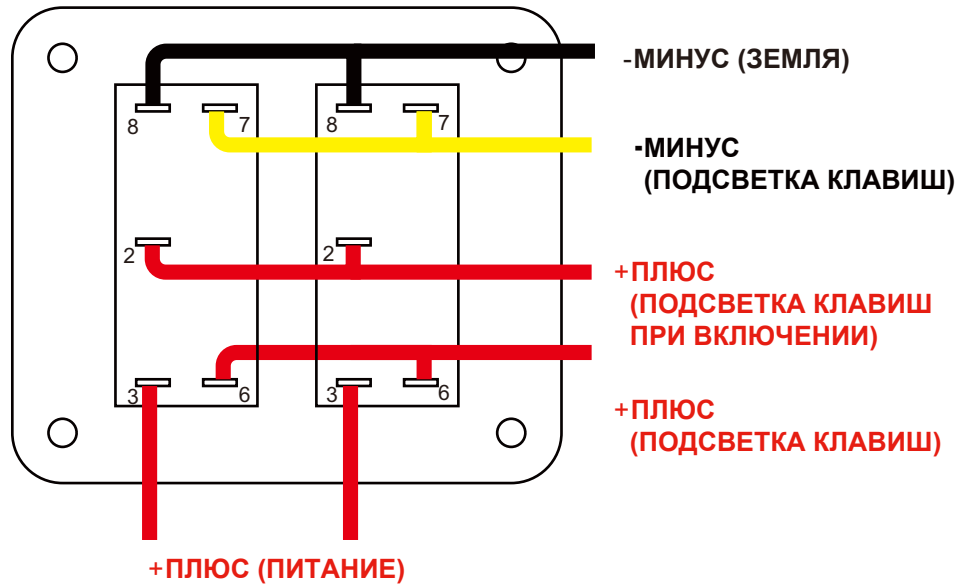 -МИНУС (ЗЕМЛЯ)
8 7 8 7
-МИНУС
(ПОДСВЕТКА КЛАВИШ)
2 2
+ПЛЮС
(ПОДСВЕТКА КЛАВИШ
ПРИ ВКЛЮЧЕНИИ)
3 6 3 6
+ПЛЮС
(ПОДСВЕТКА КЛАВИШ)
+ПЛЮС (ПИТАНИЕ)